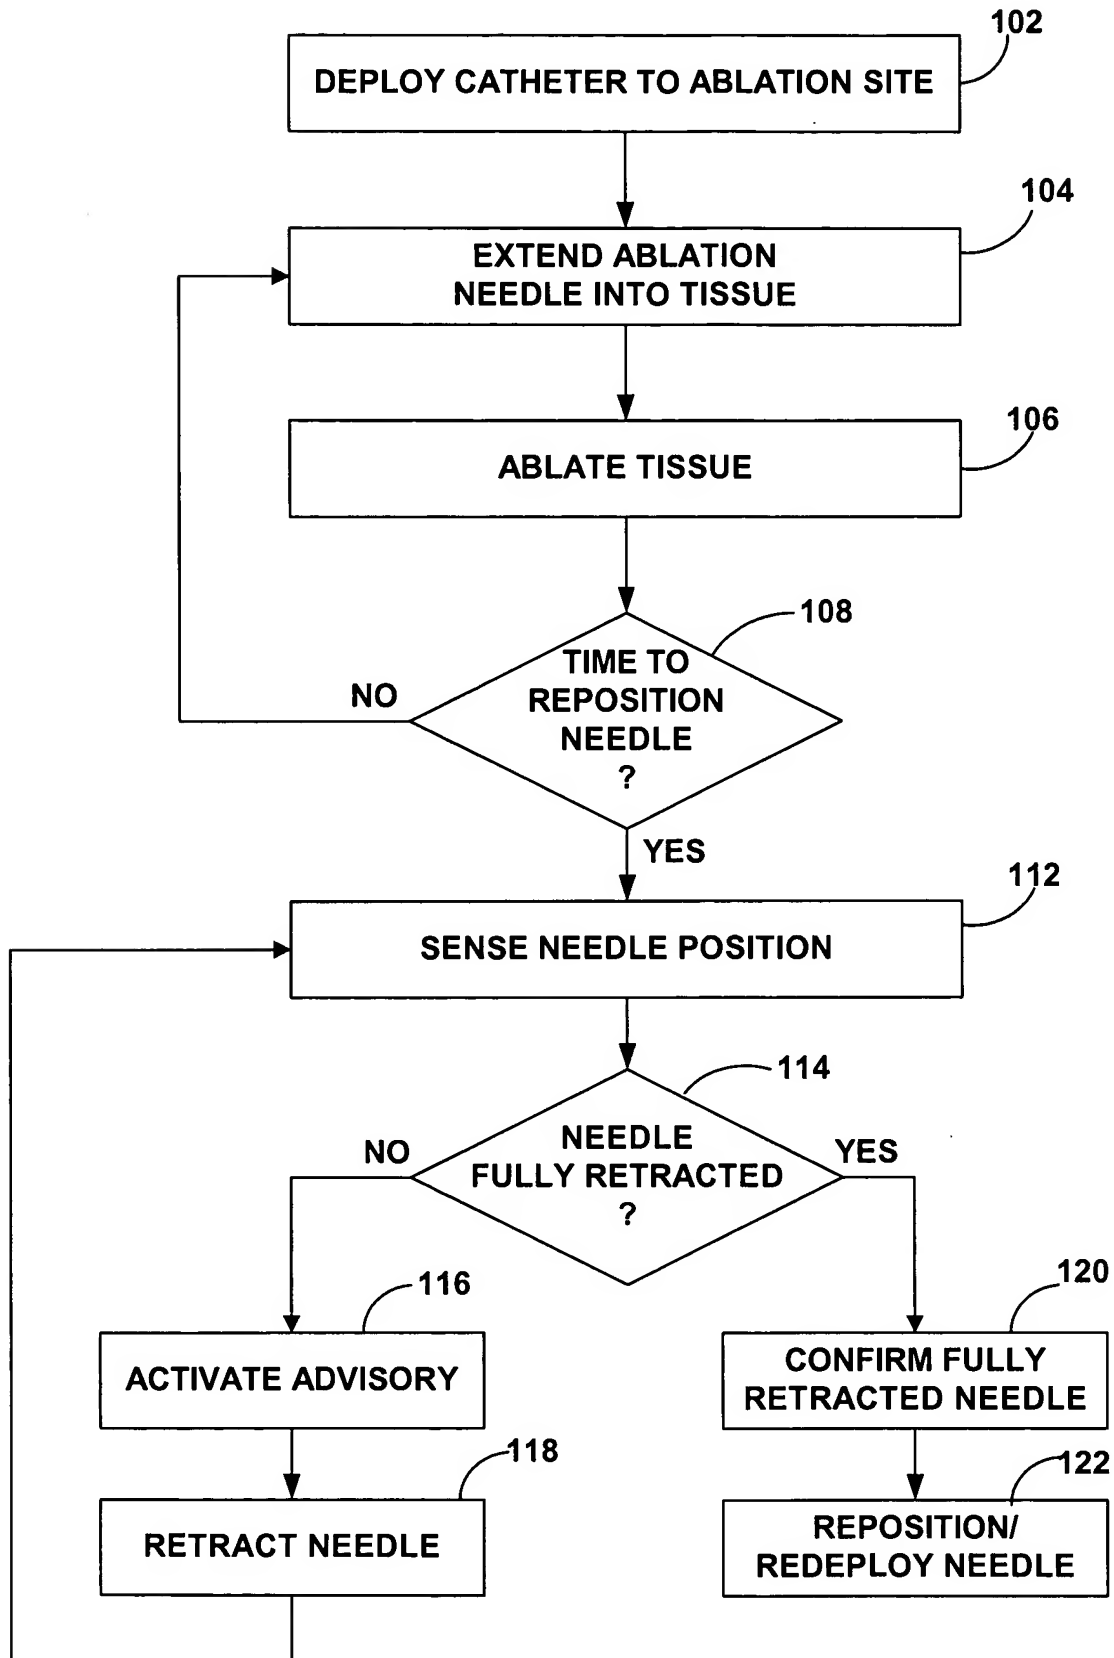 102
DEPLOY CATHETER TO ABLATION SITE
104
EXTEND ABLATION
NEEDLE INTO TISSUE
106
ABLATE TISSUE
108
TIME TO
REPOSITION
NEEDLE
?
NO
YES
112
SENSE NEEDLE POSITION
114
NEEDLE
FULLY RETRACTED
?
NO
YES
116
ACTIVATE ADVISORY
118
RETRACT NEEDLE
120
CONFIRM FULLY
RETRACTED NEEDLE
122
REPOSITION/
REDEPLOY NEEDLE